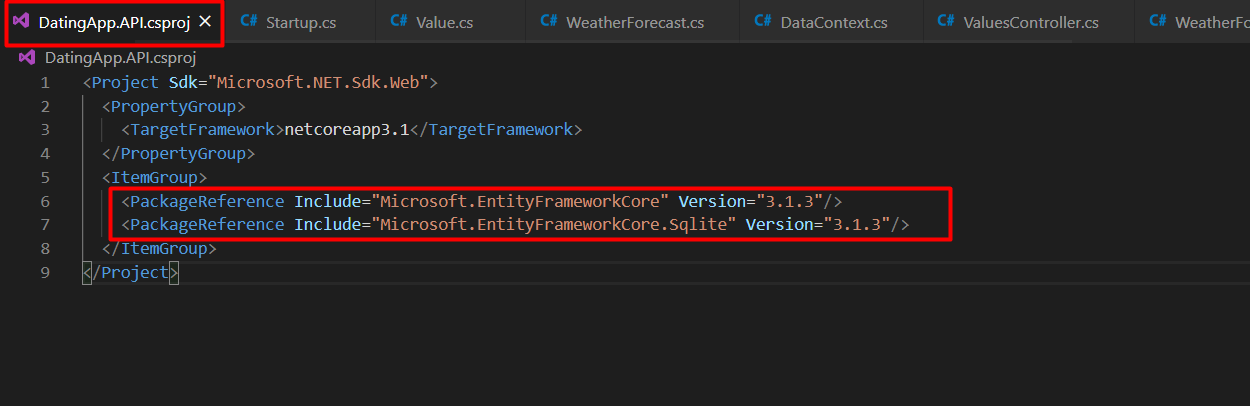 DatingApp.API.csproj × C# Startup.cs C# Value.cs C# WeatherForecast.cs C# DataContext.cs C# ValuesController.cs C# WeatherFo
DatingApp.API.csproj
1 <Project Sdk="Microsoft.NET.Sdk.Web">
2 <PropertyGroup>
3 <TargetFramework>netcoreapp3.1</TargetFramework>
4 </PropertyGroup>
5 <ItemGroup>
6 <PackageReference Include="Microsoft.EntityFrameworkCore" Version="3.1.3"/>
7 <PackageReference Include="Microsoft.EntityFrameworkCore.Sqlite" Version="3.1.3"/>
8 </ItemGroup>
9 </Project>